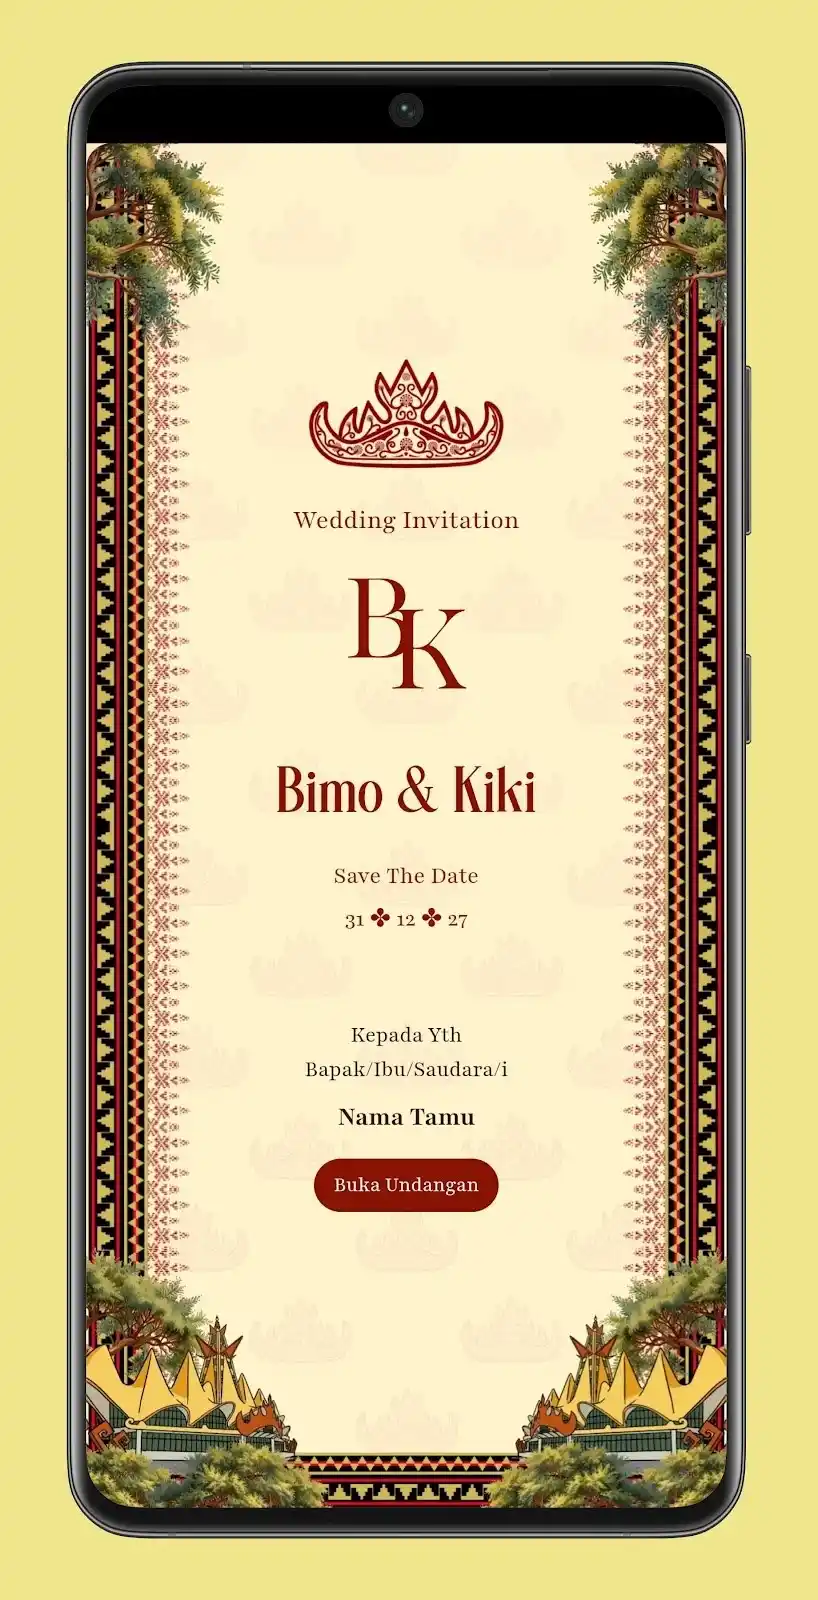 Wedding Invitation
BK
Bimo & Kiki
Save The Date
31 ✤ 12 ✤ 27
Kepada Yth
Bapak/Ibu/Saudara/i
Nama Tamu
Buka Undangan